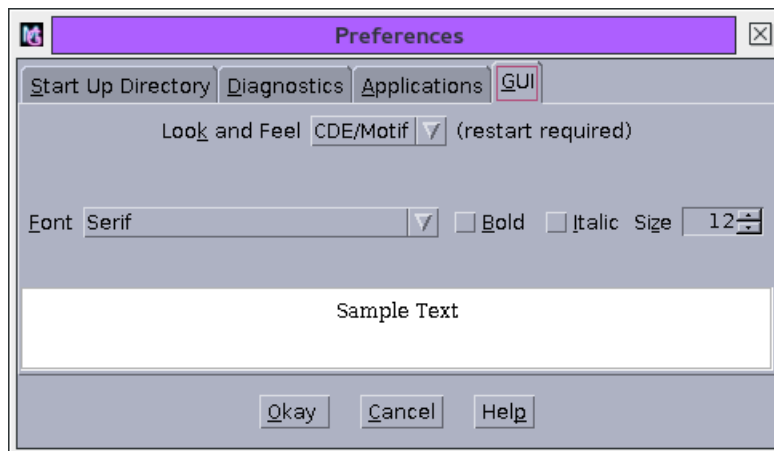 Preferences
Start Up Directory Diagnostics Applications GUI
Look and Feel CDE/Motif (restart required)
Font Serif Bold Italic Size 12
Sample Text
Okay Cancel Help